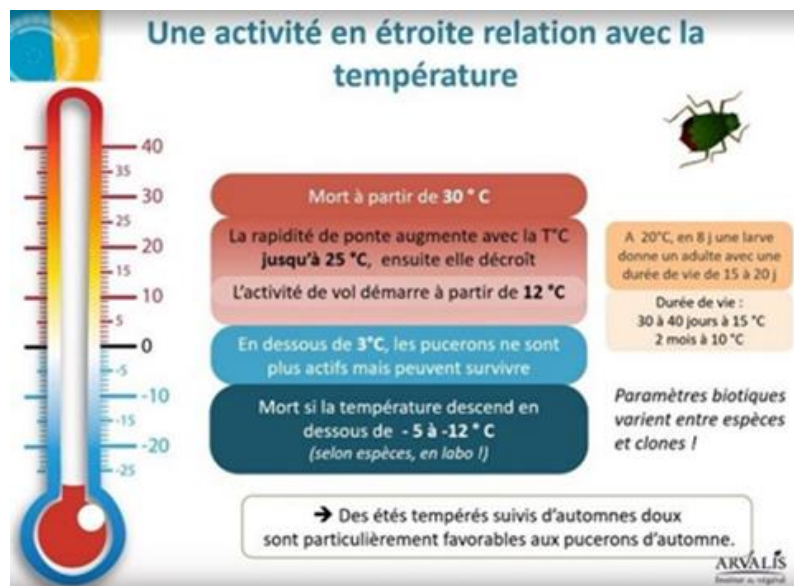 Une activité en étroite relation avec la
température
40
35
30
25
20
15
10
5
0
-5
-10
-15
-20
-25
Mort à partir de 30 ° C
La rapidité de ponte augmente avec la T°C
jusqu'à 25 °C, ensuite elle décroît
L'activité de vol démarre à partir de 12 °C
En dessous de 3°C, les pucerons ne sont
plus actifs mais peuvent survivre
Mort si la température descend en
dessous de - 5 à -12 ° C
(selon espèces, en labo !)
A 20°C, en 8 j une larve
donne un adulte avec une
durée de vie de 15 à 20 j
Durée de vie :
30 à 40 jours à 15 °C
2 mois à 10 °C
Paramètres biotiques
varient entre espèces
et clones !
➔ Des étés tempérés suivis d'automnes doux
sont particulièrement favorables aux pucerons d'automne.
ARVALIS
Institut du végétal